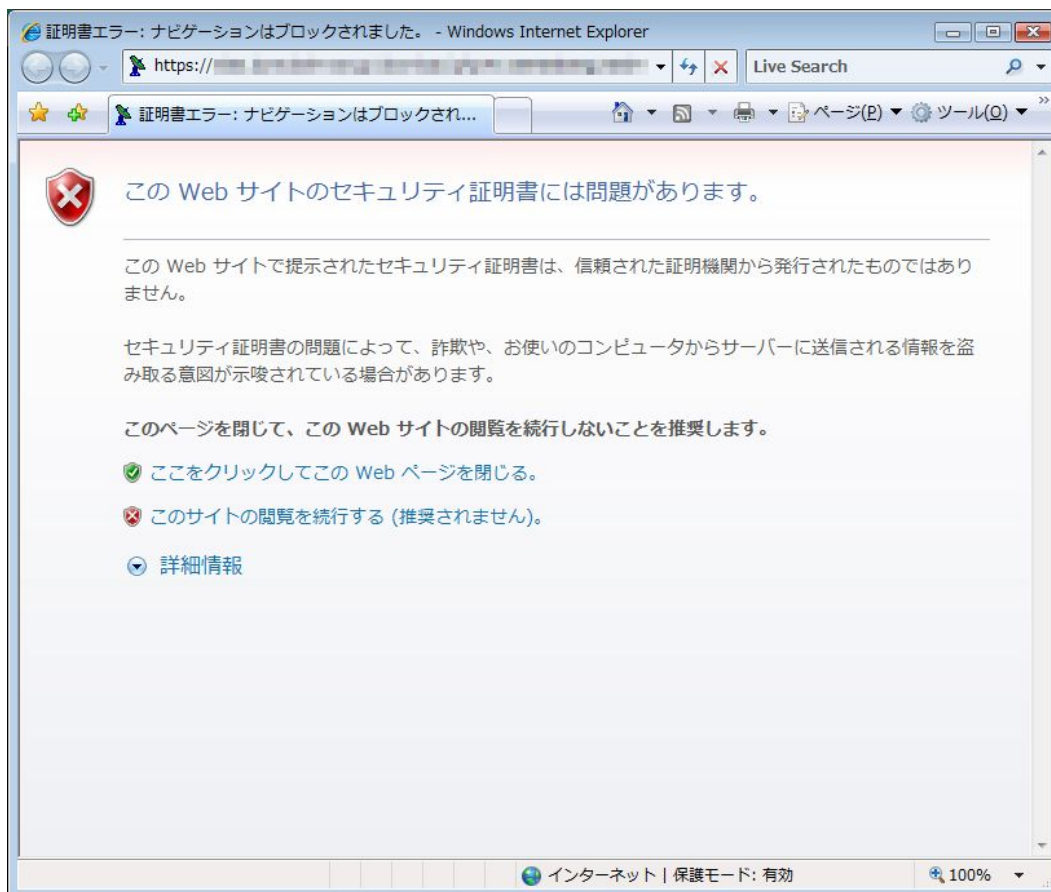 証明書エラー: ナビゲーションはブロックされました。 - Windows Internet Explorer
https://
Live Search
証明書エラー: ナビゲーションはブロックされ...
ページ(P)
ツール(O)
この Web サイトのセキュリティ証明書には問題があります。
この Web サイトで提示されたセキュリティ証明書は、信頼された証明機関から発行されたものではあり
ません。
セキュリティ証明書の問題によって、詐欺や、お使いのコンピュータからサーバーに送信される情報を盗
み取る意図が示唆されている場合があります。
このページを閉じて、この Web サイトの閲覧を続行しないことを推奨します。
ここをクリックしてこの Web ページを閉じる。
このサイトの閲覧を続行する (推奨されません)。
詳細情報
インターネット | 保護モード: 有効
100%